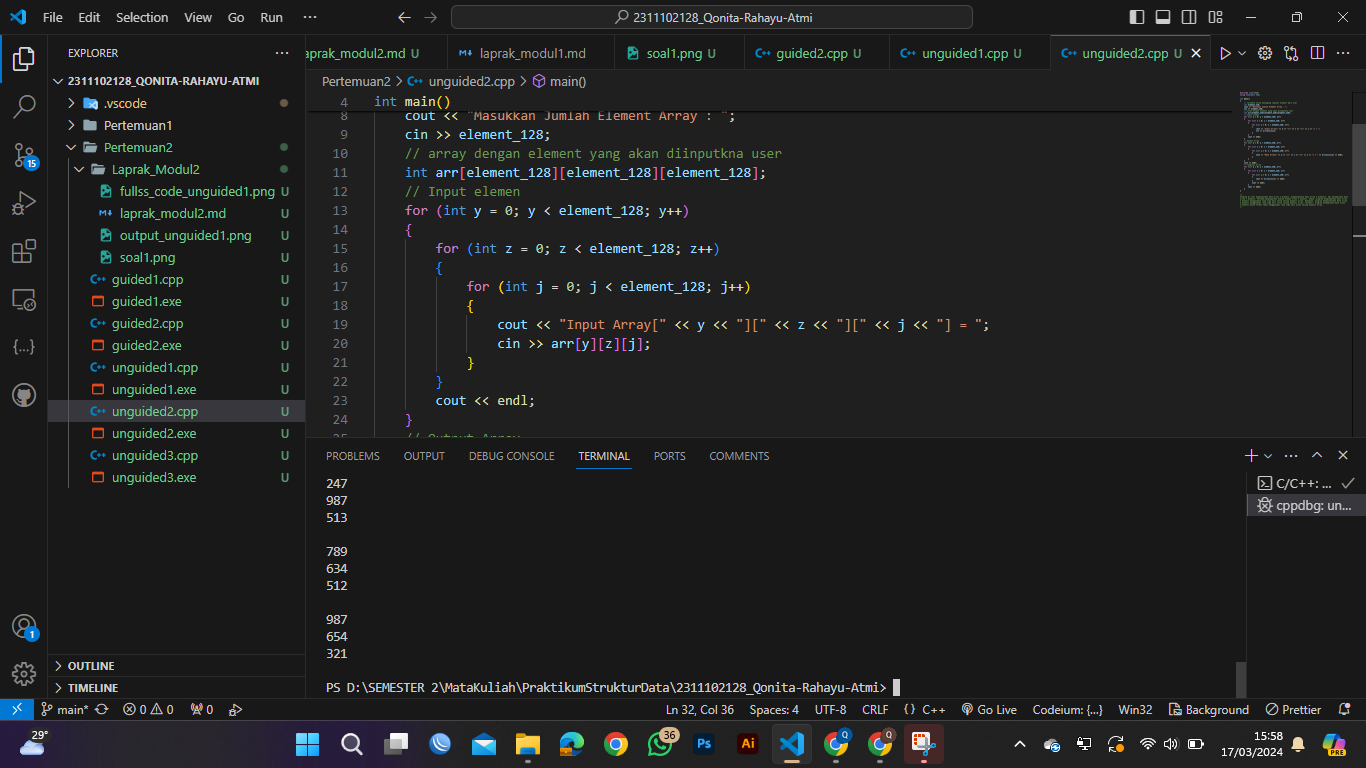 File Edit Selection View Go Run ··· 2311102128_Qonita-Rahayu-Atmi
EXPLORER
2311102128_QONITA-RAHAYU-ATMI
.vscode
Pertemuan1
Pertemuan2
Laprak_Modul2
fullss_code_unguided1.png U
laprak_modul2.md U
output_unguided1.png U
soal1.png U
guided1.cpp U
guided1.exe U
guided2.cpp U
guided2.exe U
unguided1.cpp U
unguided1.exe U
unguided2.cpp U
unguided2.exe U
unguided3.cpp U
unguided3.exe U
OUTLINE
TIMELINE
15
1
aprak_modul2.md U laprak_modul1.md soal1.png U guided2.cpp U unguided1.cpp U unguided2.cpp U
Pertemuan2 > unguided2.cpp > main()
4 int main()
8 cout << "Masukkan Jumlah Element Array : ";
9 cin >> element_128;
10 // array dengan element yang akan diinputkna user
11 int arr[element_128][element_128][element_128];
12 // Input elemen
13 for (int y = 0; y < element_128; y++)
14 {
15 for (int z = 0; z < element_128; z++)
16 {
17 for (int j = 0; j < element_128; j++)
18 {
19 cout << "Input Array[" << y << "][" << z << "][" << j << "] = ";
20 cin >> arr[y][z][j];
21 }
22 }
23 cout << endl;
24 }
25 // Output Array
PROBLEMS OUTPUT DEBUG CONSOLE TERMINAL PORTS COMMENTS
247
987
513
789
634
512
987
654
321
PS D:\SEMESTER 2\MataKuliah\PraktikumStrukturData\2311102128_Qonita-Rahayu-Atmi>
C/C++: ...
cppdbg: un...
main* 0 0 0 Ln 32, Col 36 Spaces: 4 UTF-8 CRLF {} C++ Go Live Codeium: {...} Win32 Background Prettier
29° 36 Ps Ai Q Q 15:58
17/03/2024 PRE